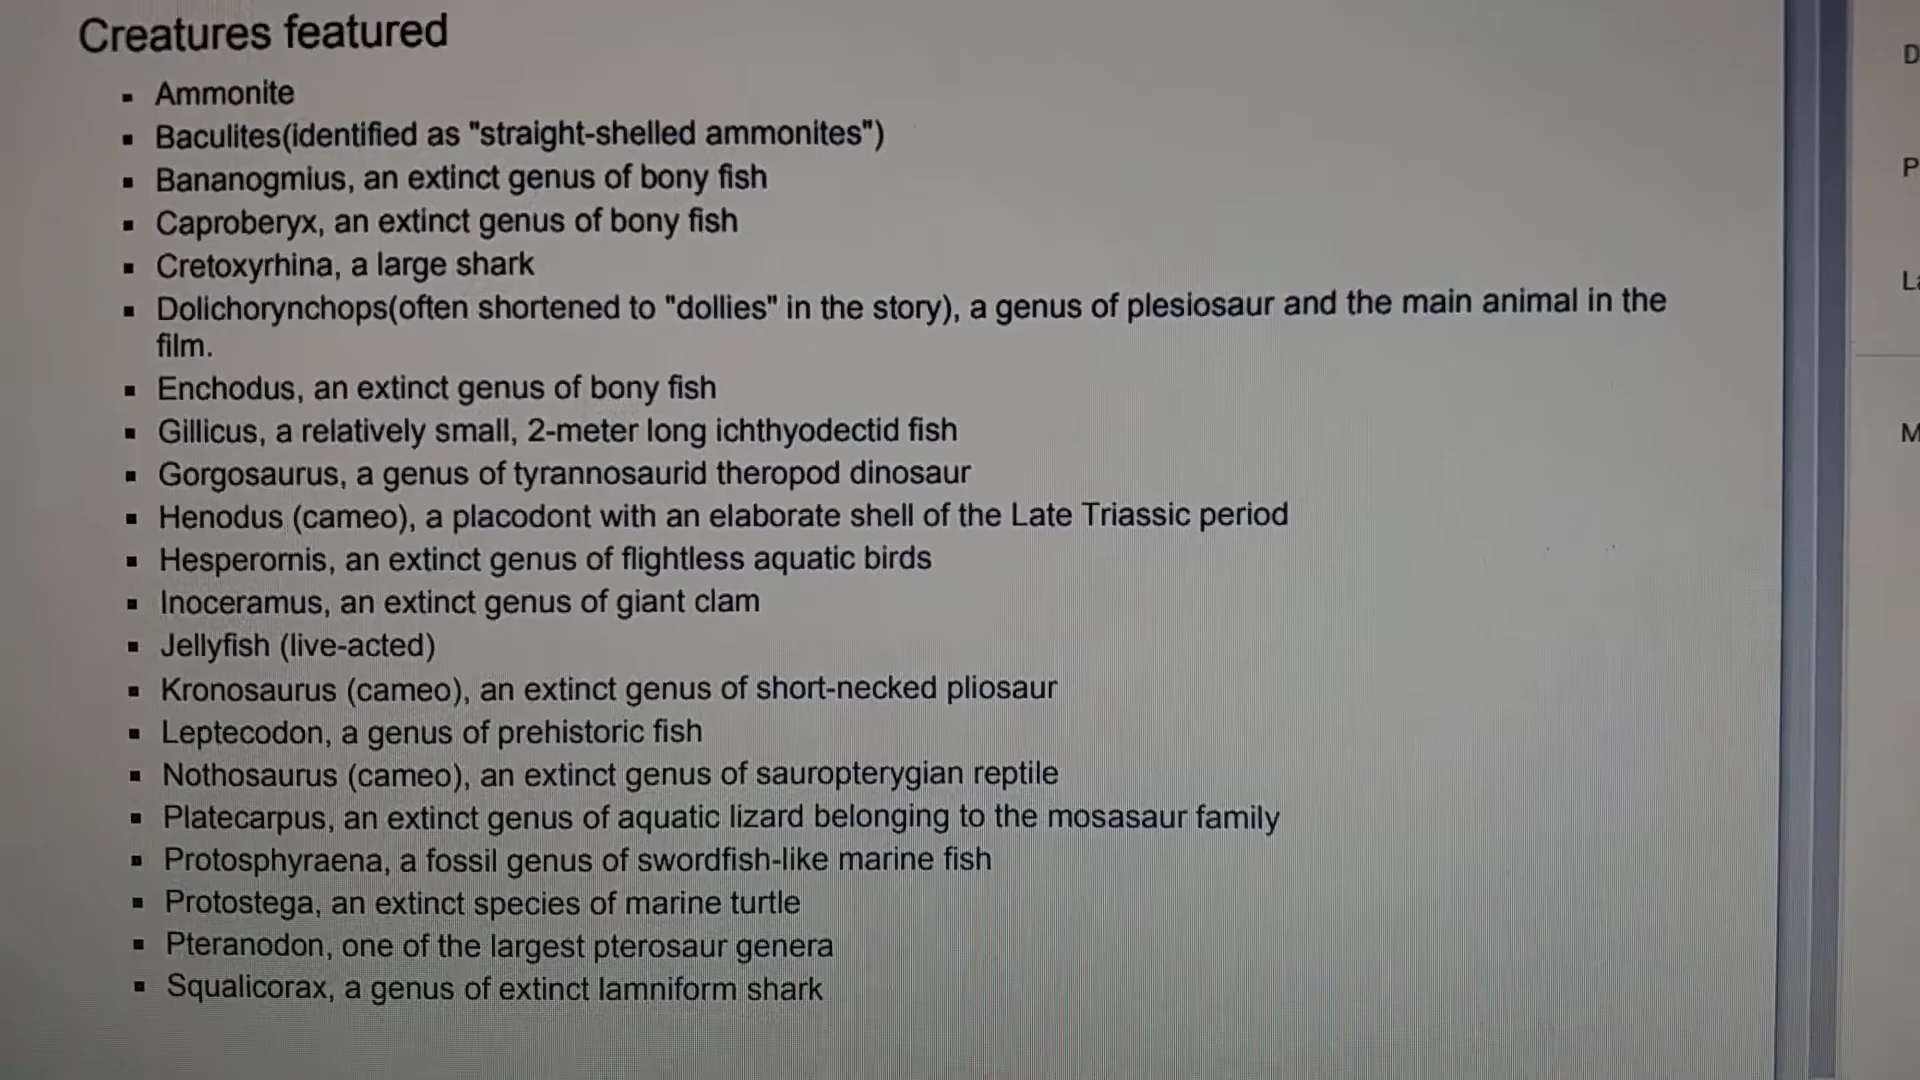 Creatures featured
Ammonite
Baculites(identified as "straight-shelled ammonites")
Bananogmius, an extinct genus of bony fish
Caproberyx, an extinct genus of bony fish
Cretoxyrhina, a large shark
Dolichorynchops(often shortened to "dollies" in the story), a genus of plesiosaur and the main animal in the
film.
Enchodus, an extinct genus of bony fish
Gillicus, a relatively small, 2-meter long ichthyodectid fish
Gorgosaurus, a genus of tyrannosaurid theropod dinosaur
Henodus (cameo), a placodont with an elaborate shell of the Late Triassic period
Hesperornis, an extinct genus of flightless aquatic birds
Inoceramus, an extinct genus of giant clam
Jellyfish (live-acted)
Kronosaurus (cameo), an extinct genus of short-necked pliosaur
Leptecodon, a genus of prehistoric fish
Nothosaurus (cameo), an extinct genus of sauropterygian reptile
Platecarpus, an extinct genus of aquatic lizard belonging to the mosasaur family
Protosphyraena, a fossil genus of swordfish-like marine fish
Protostega, an extinct species of marine turtle
Pteranodon, one of the largest pterosaur genera
Squalicorax, a genus of extinct lamniform shark